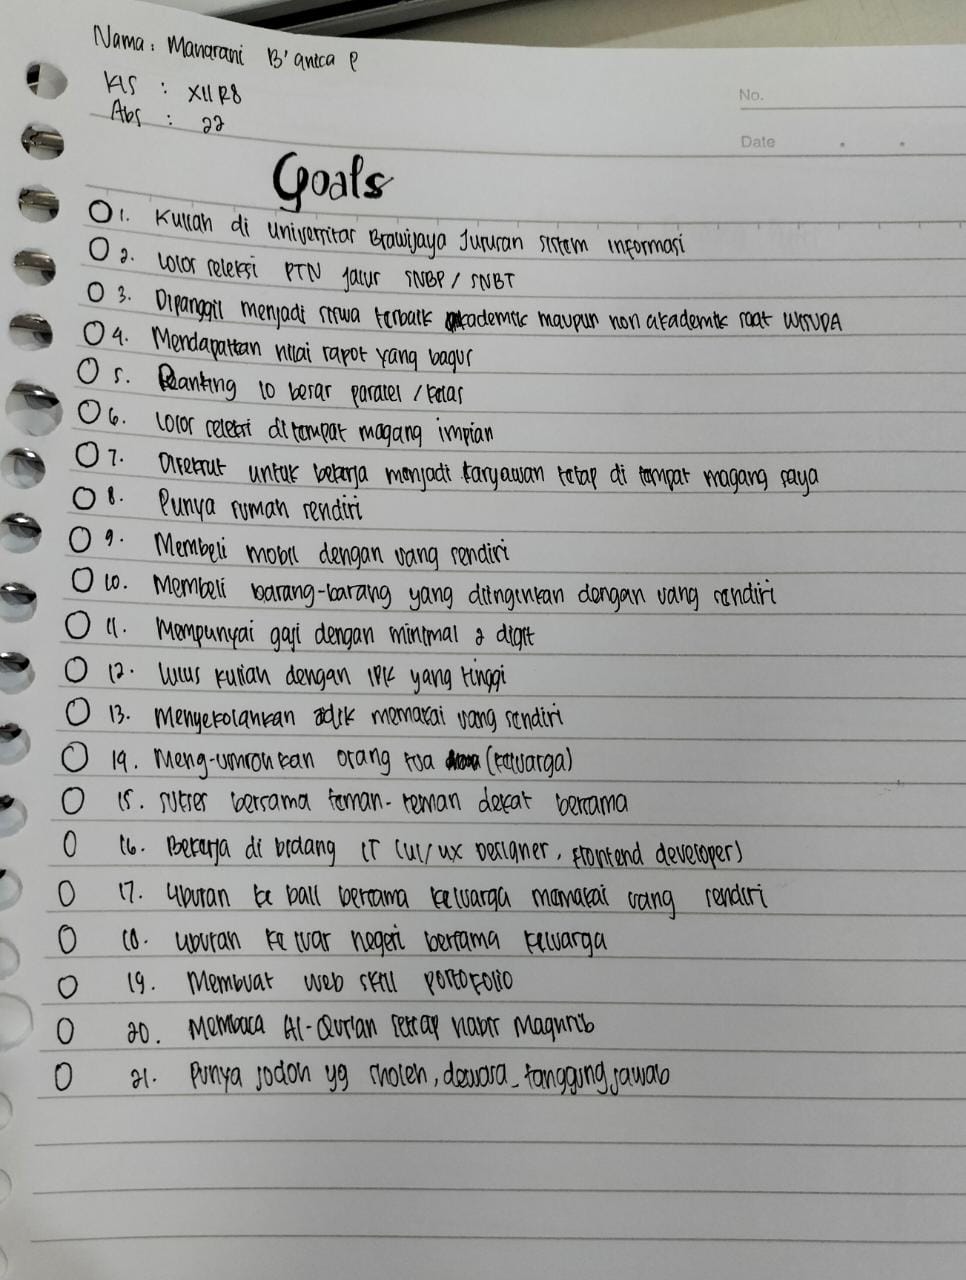 Nama : Maharani B'antca P
KLS : XII R8
Abs : 22
No.
Date
Goals
1. Kuliah di Universitas Brawijaya Jurusan Sistem Informasi
2. Lolos seleksi PTN jalur SNBP / SNBT
3. Dipanggil menjadi siswa terbaik akademik maupun non akademik saat WISUDA
4. Mendapatkan nilai rapot yang bagus
5. Ranking 10 besar paralel / kelas
6. Lolos seleksi di tempat magang impian
7. Direkrut untuk bekerja menjadi karyawan tetap di tempat magang saya
8. Punya rumah sendiri
9. Membeli mobil dengan uang sendiri
10. Membeli barang-barang yang diinginkan dengan uang sendiri
11. Mempunyai gaji dengan minimal 2 digit
12. Lulus kuliah dengan IPK yang tinggi
13. Menyekolahkan adik memakai uang sendiri
14. Meng-umrohkan orang tua (keluarga)
15. Sukses bersama teman-teman dekat bersama
16. Bekerja di bidang IT (UI/UX Designer, Frontend developer)
17. Liburan ke bali bersama keluarga memakai uang sendiri
18. Liburan ke luar negeri bersama keluarga
19. Membuat web skill portofolio
20. Membaca Al-Qur'an setiap habis Maghrib
21. Punya jodoh yg sholeh, dewasa, tanggung jawab